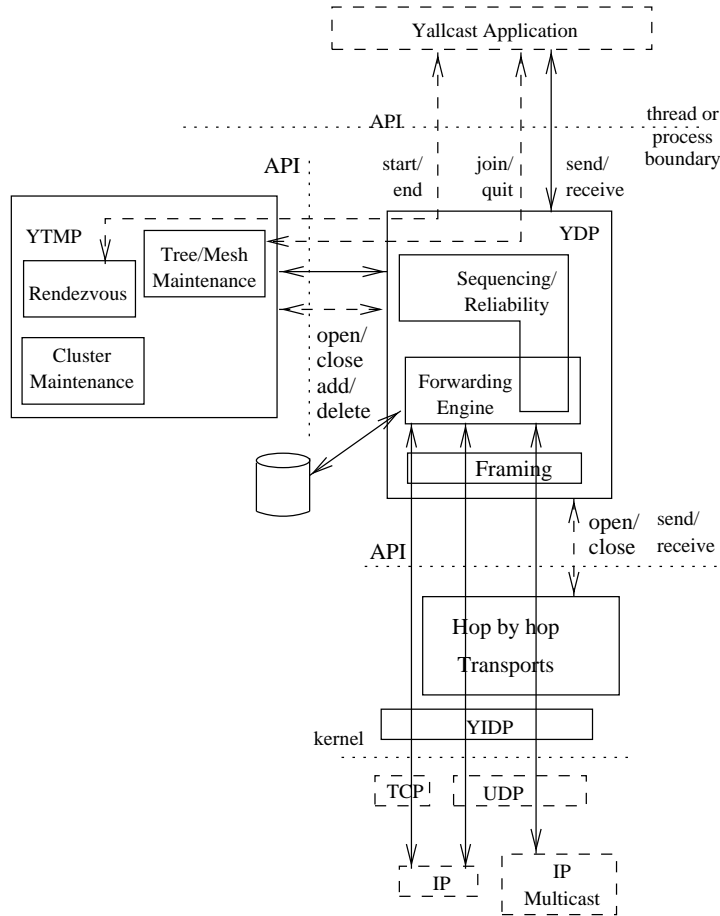 Yallcast Application
API
thread or
process
boundary
API
start/
end
join/
quit
send/
receive
YTMP
Tree/Mesh
Maintenance
Rendezvous
Cluster
Maintenance
YDP
Sequencing/
Reliability
open/
close
add/
delete
Forwarding
Engine
Framing
open/
close
send/
receive
API
Hop by hop
Transports
YIDP
kernel
TCP
UDP
IP
IP
Multicast